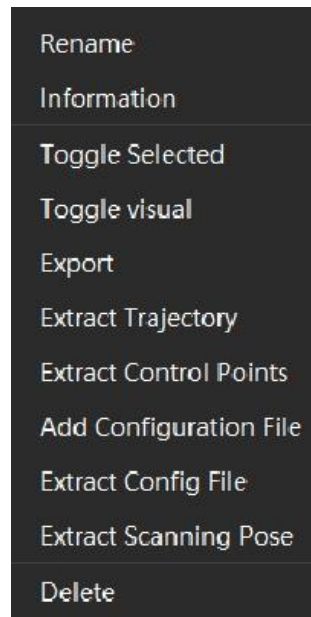 Rename
Information
Toggle Selected
Toggle visual
Export
Extract Trajectory
Extract Control Points
Add Configuration File
Extract Config File
Extract Scanning Pose
Delete